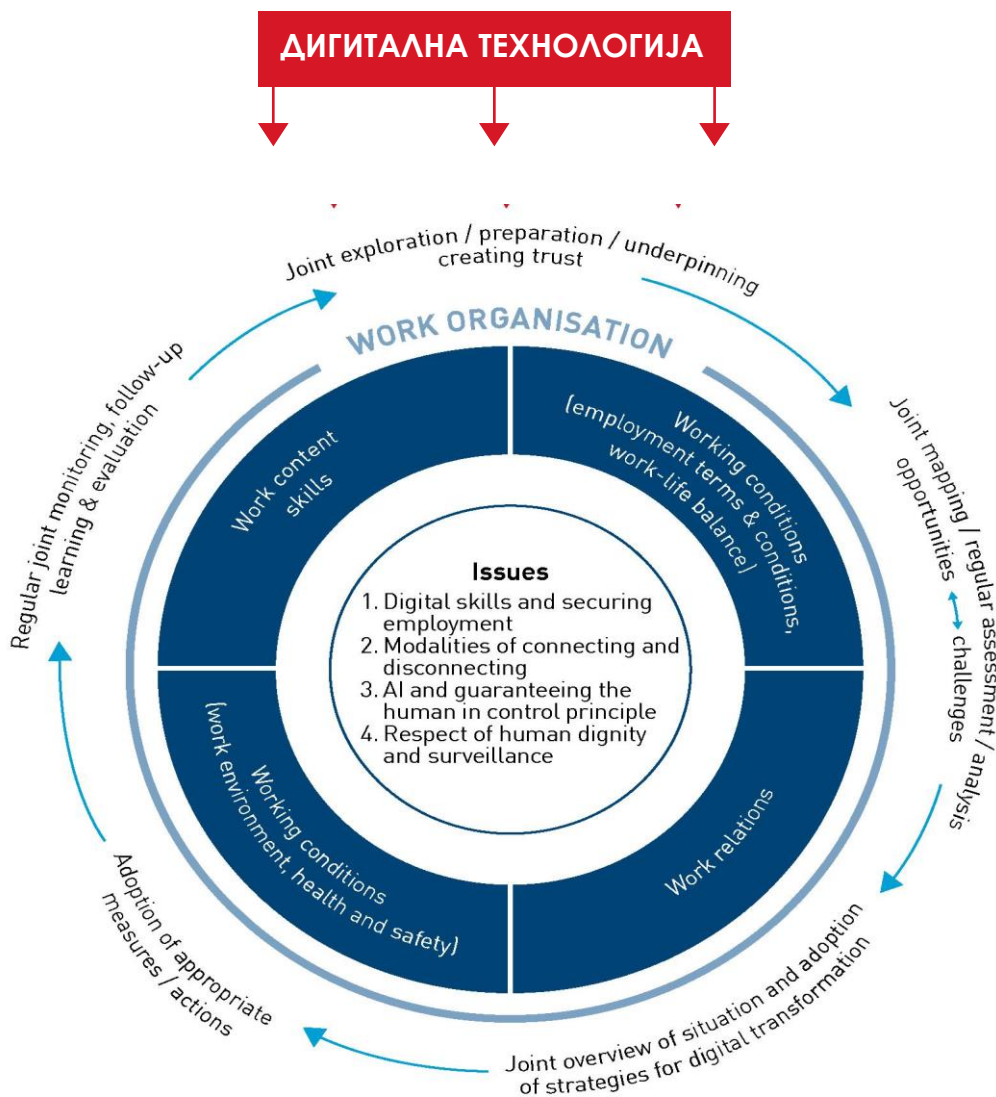 ДИГИТАЛНА ТЕХНОЛОГИЈА
Joint exploration / preparation / underpinning
creating trust
WORK ORGANISATION
Joint mapping / regular assessment / analysis
opportunities
challenges
Joint overview of situation and adoption
of strategies for digital transformation
Adoption of appropriate
measures / actions
Regular joint monitoring, follow-up
learning & evaluation
Work content
skills
Working conditions
(employment terms & conditions,
work-life balance)
Work relations
Working conditions
(work environment, health and safety)
Issues
1. Digital skills and securing
employment
2. Modalities of connecting and
disconnecting
3. AI and guaranteeing the
human in control principle
4. Respect of human dignity
and surveillance